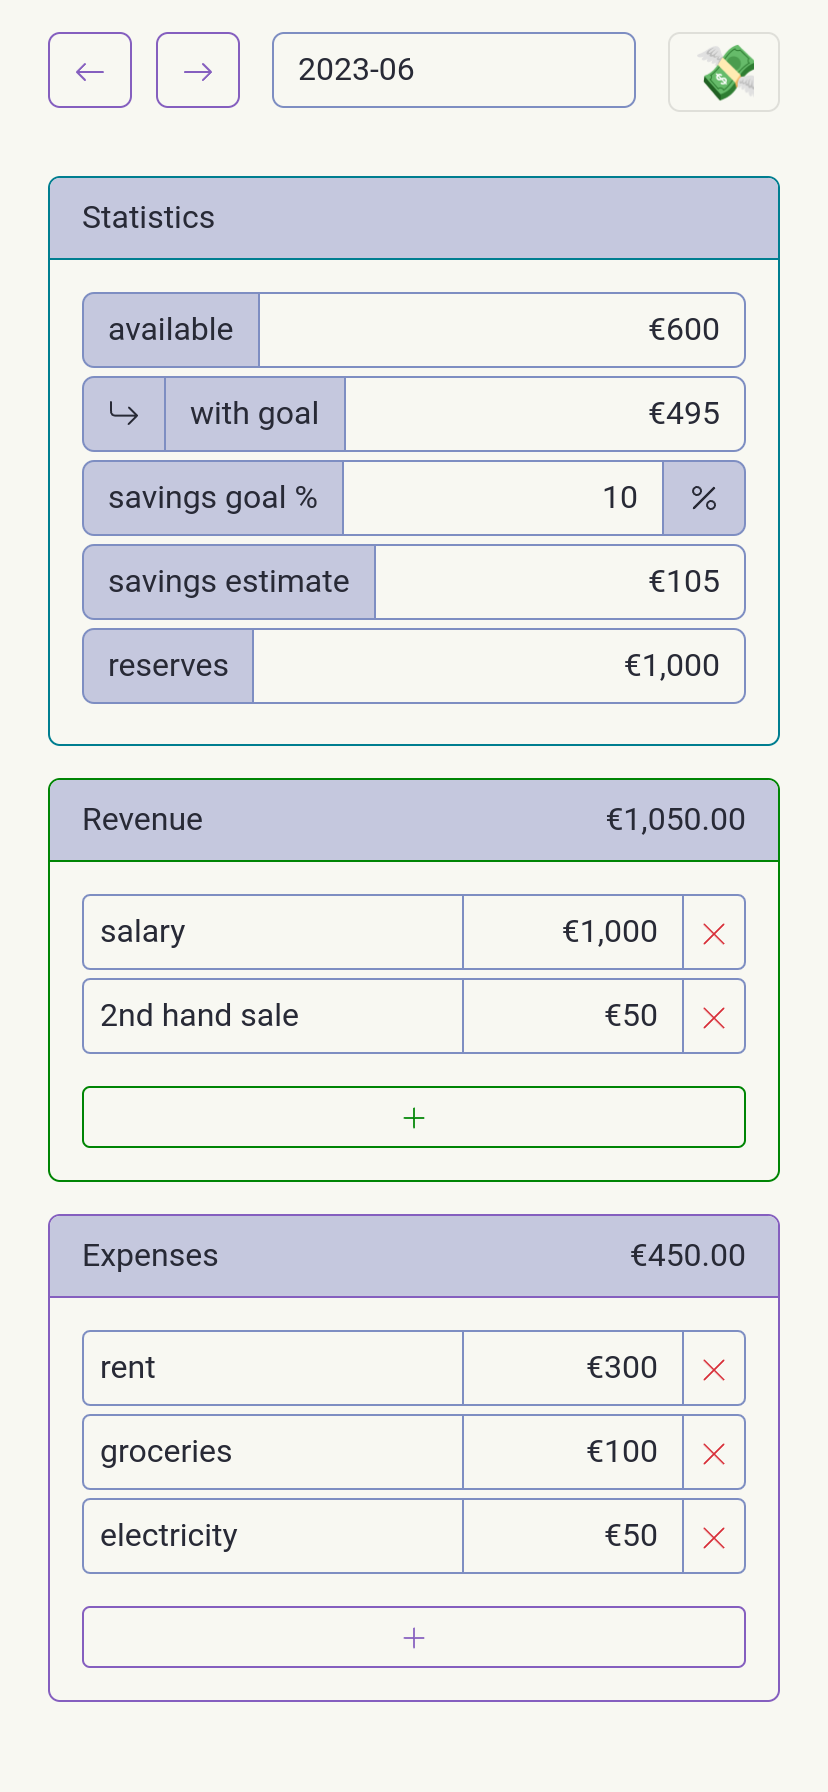 2023-06
Statistics
available €600
with goal €495
savings goal % 10 %
savings estimate €105
reserves €1,000
Revenue €1,050.00
salary €1,000
2nd hand sale €50
+
Expenses €450.00
rent €300
groceries €100
electricity €50
+